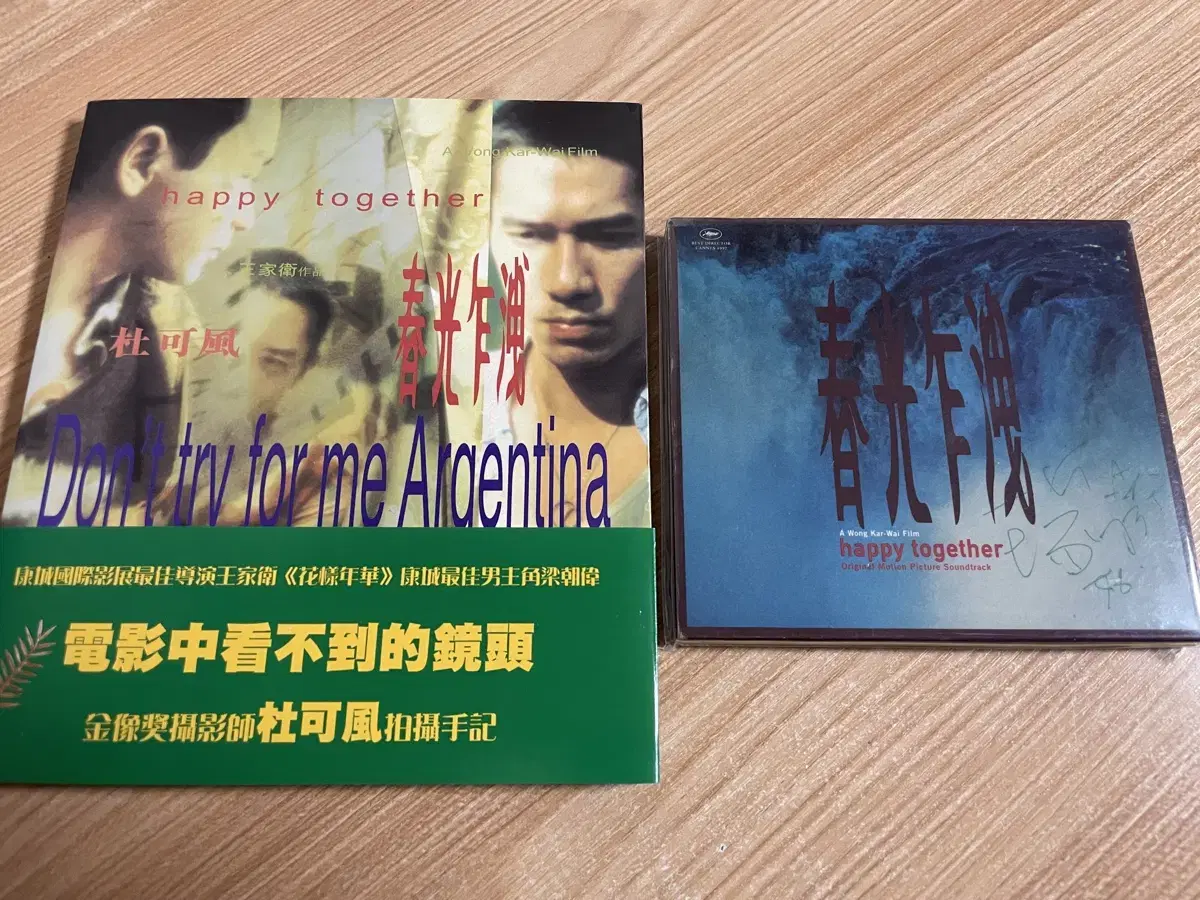 A Wong Kar-Wai Film
happy together
王家衛作品
春光乍洩
杜可風
Don't try for me Argentina
康城國際影展最佳導演王家衛《花樣年華》康城最佳男主角梁朝偉
電影中看不到的鏡頭
金像獎攝影師杜可風拍攝手記
BEST DIRECTOR
CANNES 1997
春光乍洩
A Wong Kar-Wai Film
happy together
Original Motion Picture Soundtrack